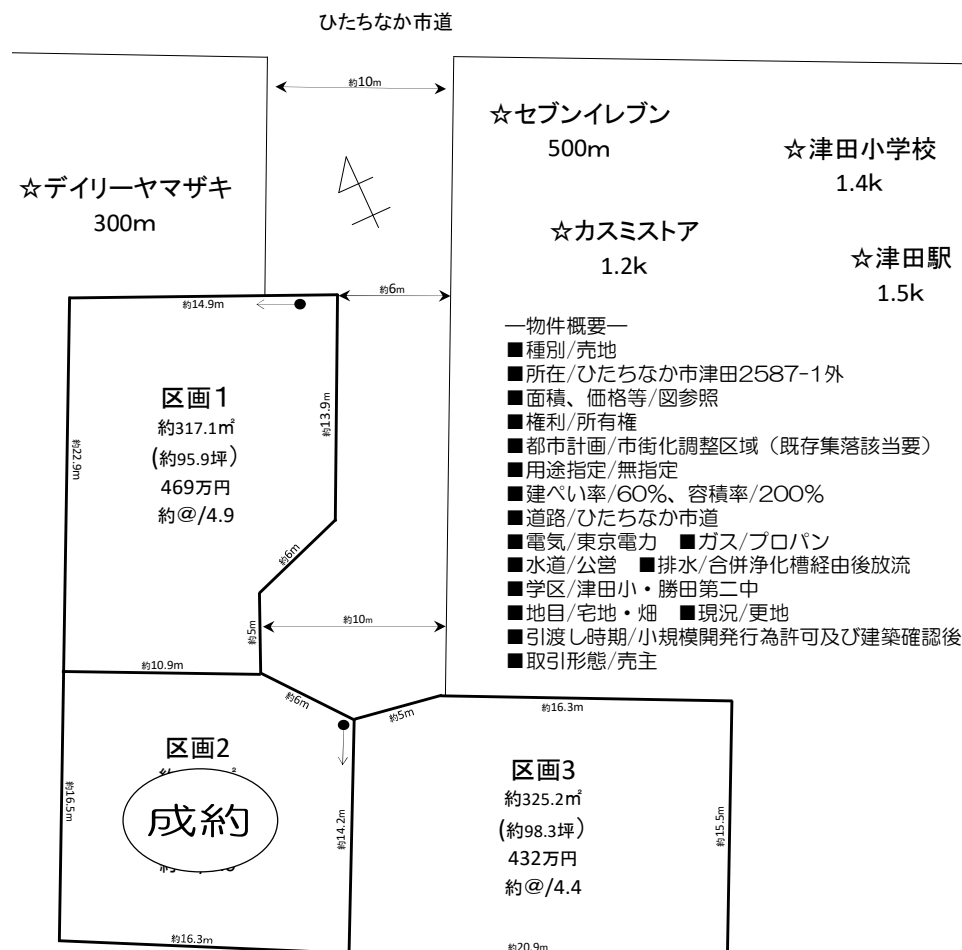 ひたちなか市道
約10m
☆セブンイレブン
500m
☆津田小学校
1.4k
☆デイリーヤマザキ
300m
☆カスミストア
1.2k
☆津田駅
1.5k
約6m
約14.9m
―物件概要―
■種別/売地
■所在/ひたちなか市津田2587-1外
■面積、価格等/図参照
■権利/所有権
■都市計画/市街化調整区域（既存集落該当要）
■用途指定/無指定
■建ぺい率/60%、容積率/200%
■道路/ひたちなか市道
■電気/東京電力 ■ガス/プロパン
■水道/公営 ■排水/合併浄化槽経由後放流
■学区/津田小・勝田第二中
■地目/宅地・畑 ■現況/更地
■引渡し時期/小規模開発行為許可及び建築確認後
■取引形態/売主
区画1
約317.1㎡
(約95.9坪)
469万円
約@/4.9
約22.9m
約13.9m
約6m
約5m
約10m
約10.9m
約6m
約5m
約16.3m
区画2
成約
約16.5m
約14.2m
約16.3m
区画3
約325.2㎡
(約98.3坪)
432万円
約@/4.4
約15.5m
約20.9m